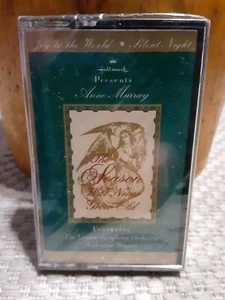 Joy to the World * Silent Night
Hallmark
Presents
Anne Murray
The
Season
Will Never
Grow Old
Featuring
The London Symphony Orchestra